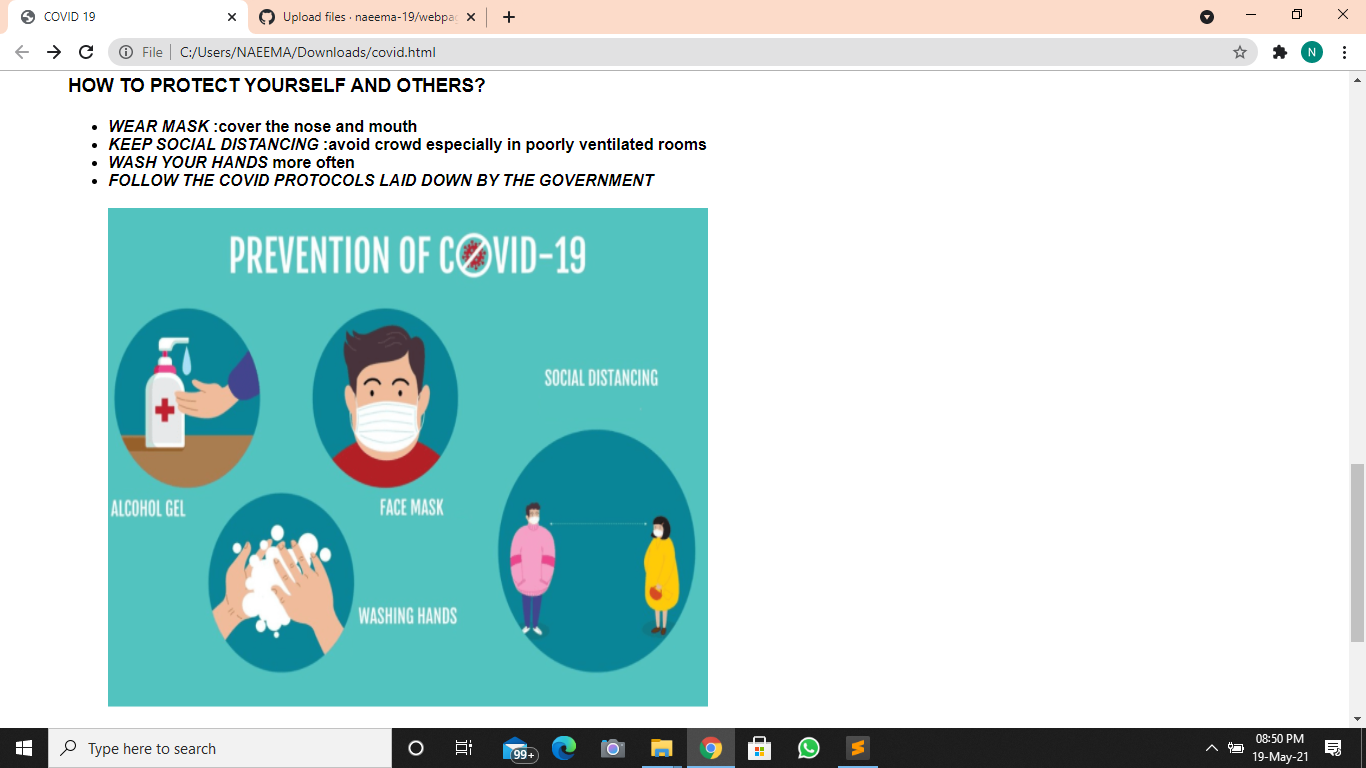 COVID 19
Upload files · naeema-19/webpac
File
C:/Users/NAEEMA/Downloads/covid.html
N
HOW TO PROTECT YOURSELF AND OTHERS?
WEAR MASK :cover the nose and mouth
KEEP SOCIAL DISTANCING :avoid crowd especially in poorly ventilated rooms
WASH YOUR HANDS more often
FOLLOW THE COVID PROTOCOLS LAID DOWN BY THE GOVERNMENT
PREVENTION OF COVID-19
SOCIAL DISTANCING
ALCOHOL GEL
FACE MASK
WASHING HANDS
Type here to search
99+
08:50 PM
19-May-21